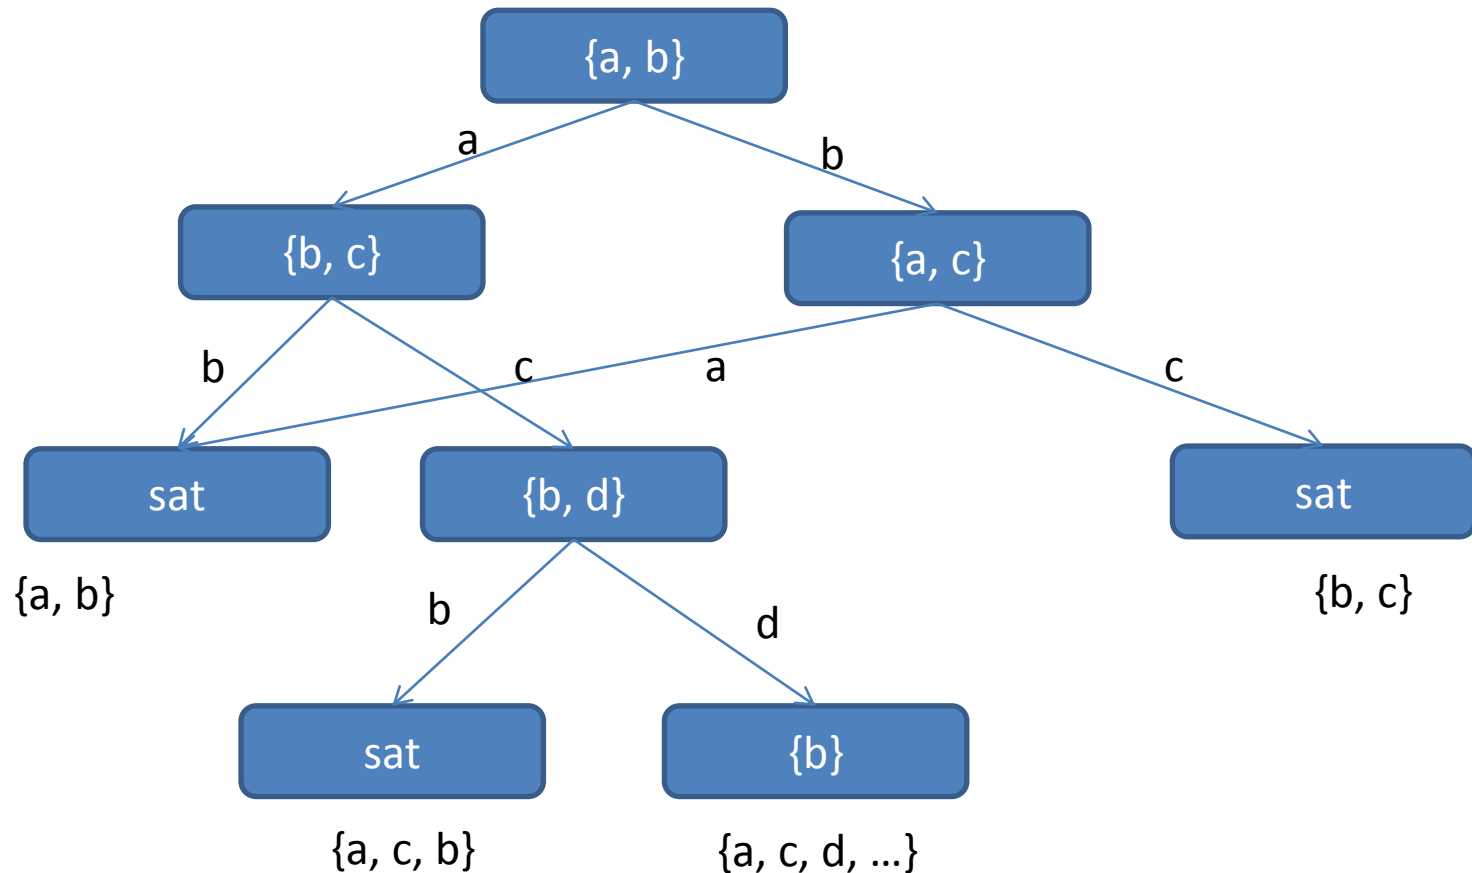 {a, b}
a
b
{b, c}
{a, c}
b
c
a
c
sat
{b, d}
sat
{a, b}
{b, c}
b
d
sat
{b}
{a, c, b}
{a, c, d, …}